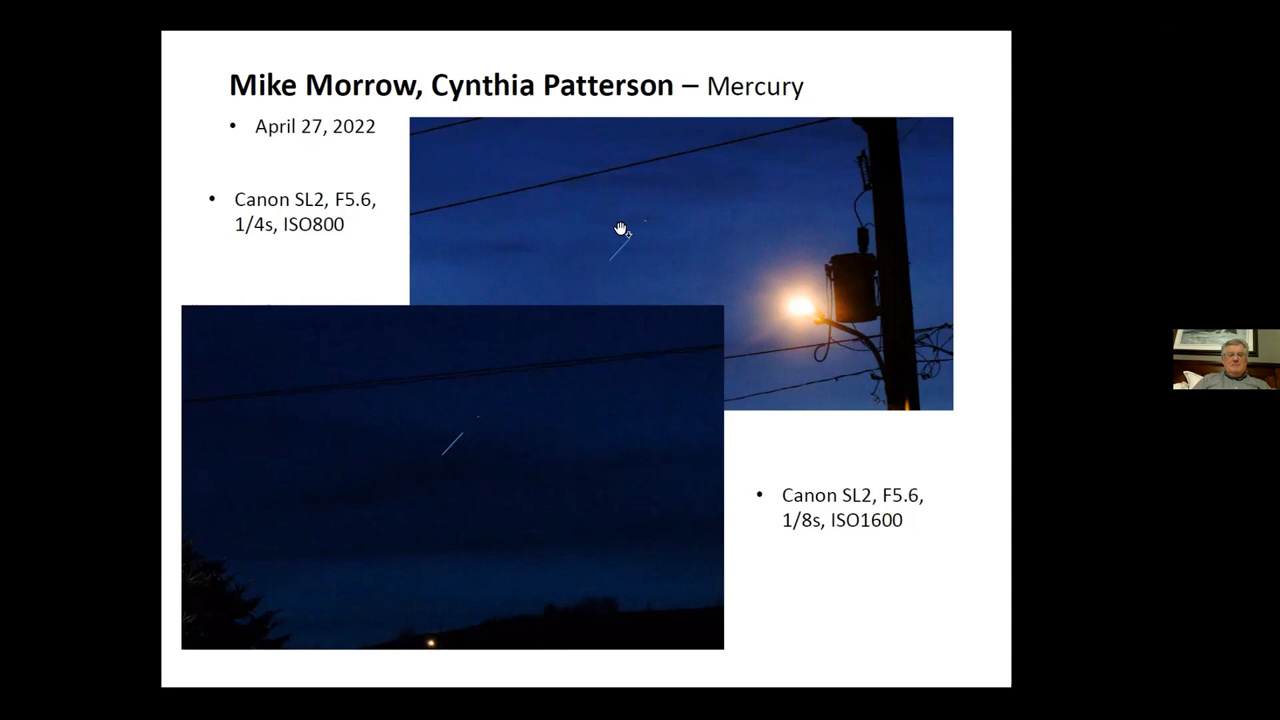 Mike Morrow, Cynthia Patterson – Mercury
• April 27, 2022
• Canon SL2, F5.6,
1/4s, ISO800
• Canon SL2, F5.6,
1/8s, ISO1600